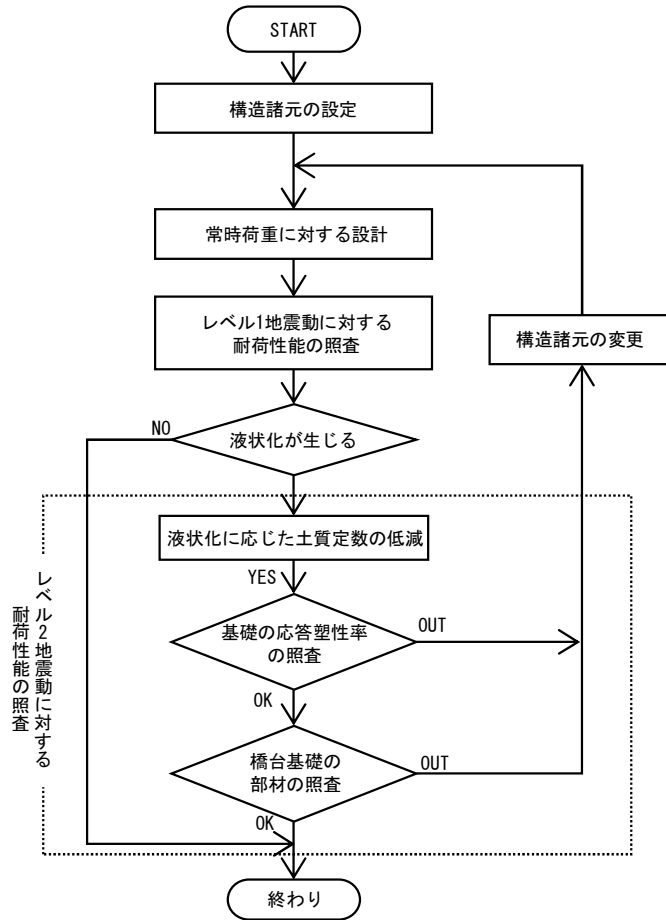 START
構造諸元の設定
常時荷重に対する設計
レベル1地震動に対する
耐荷性能の照査
構造諸元の変更
NO
液状化が生じる
液状化に応じた土質定数の低減
YES
基礎の応答塑性率
の照査
OUT
OK
橋台基礎の
部材の照査
OUT
OK
レベル2地震動に対する
耐荷性能の照査
終わり